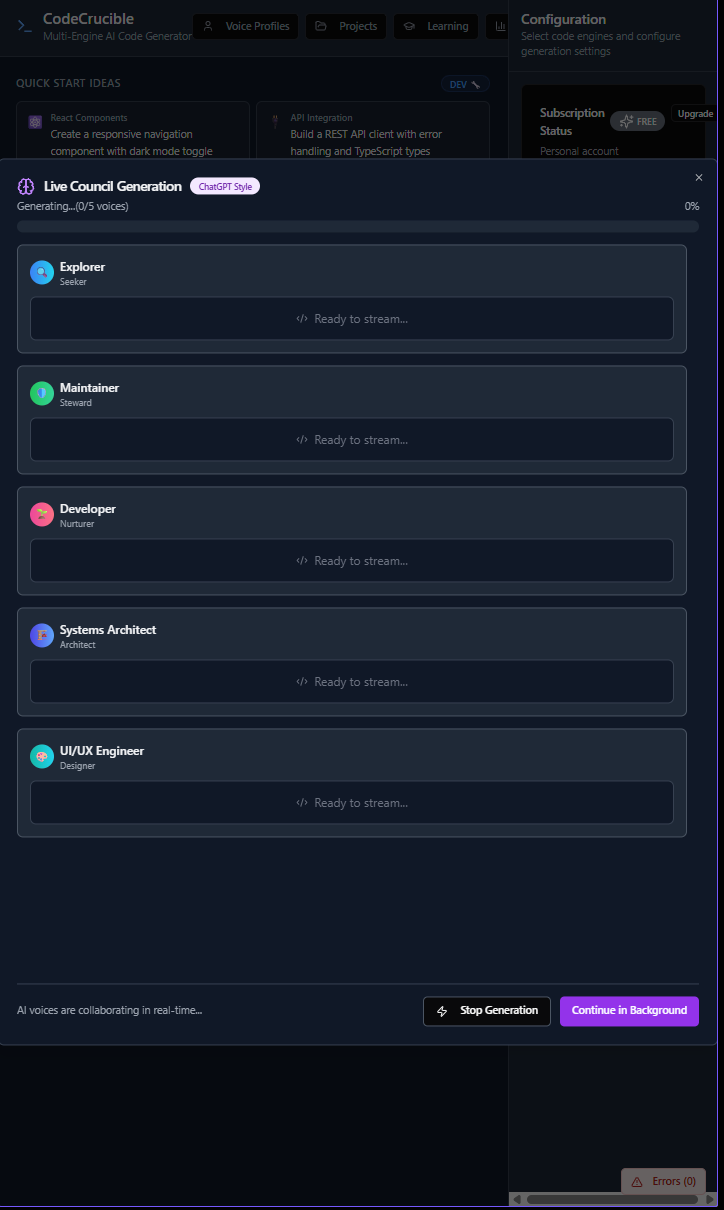 CodeCrucible
Multi-Engine AI Code Generator
Voice Profiles
Projects
Learning
Configuration
Select code engines and configure
generation settings
QUICK START IDEAS
DEV
React Components
Create a responsive navigation
component with dark mode toggle
API Integration
Build a REST API client with error
handling and TypeScript types
Subscription
Status
FREE
Upgrade
Personal account
Live Council Generation
ChatGPT Style
Generating...(0/5 voices)
0%
Explorer
Seeker
</> Ready to stream...
Maintainer
Steward
</> Ready to stream...
Developer
Nurturer
</> Ready to stream...
Systems Architect
Architect
</> Ready to stream...
UI/UX Engineer
Designer
</> Ready to stream...
AI voices are collaborating in real-time...
Stop Generation
Continue in Background
Errors (0)